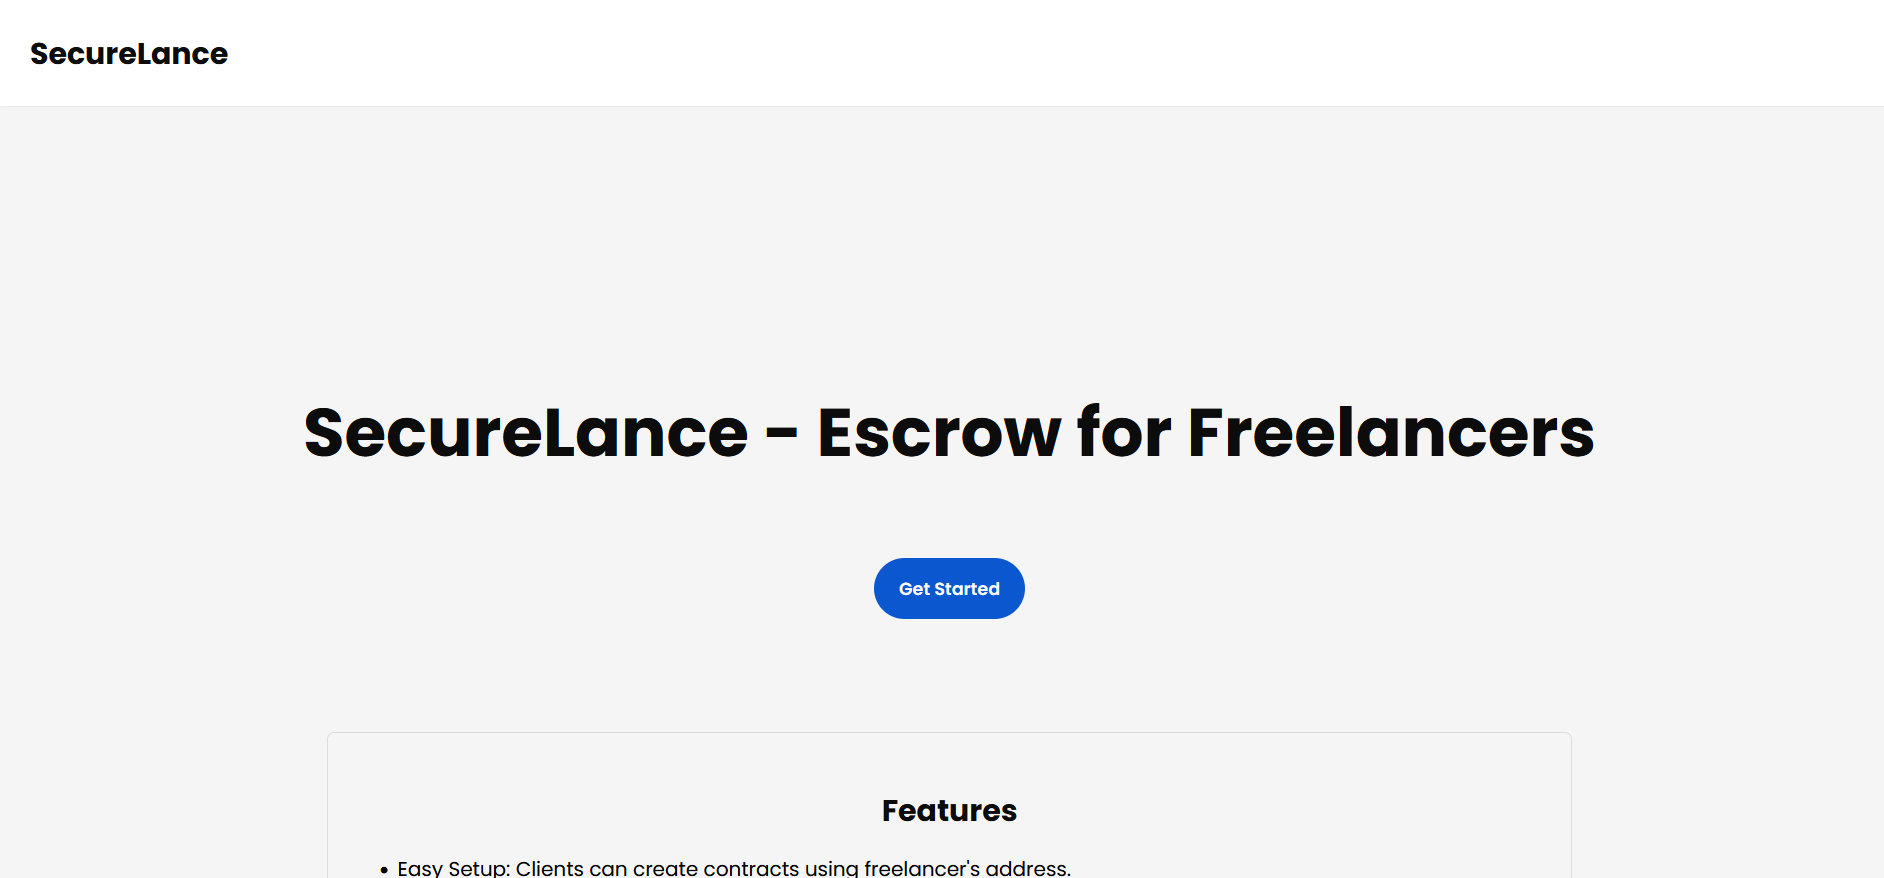 SecureLance
SecureLance - Escrow for Freelancers
Get Started
Features
• Easy Setup: Clients can create contracts using freelancer's address.